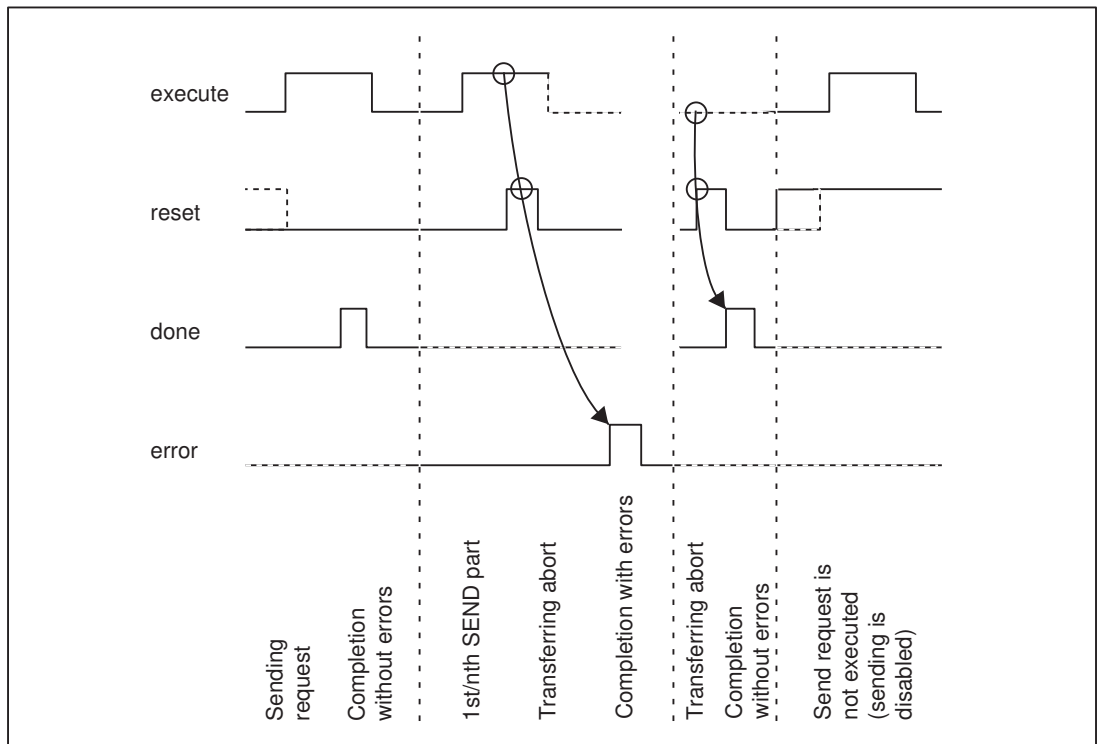 execute
reset
done
error
Sending
request
Completion
without errors
1st/nth SEND part
Transferring abort
Completion with errors
Transferring abort
Completion
without errors
Send request is
not executed
(sending is
disabled)